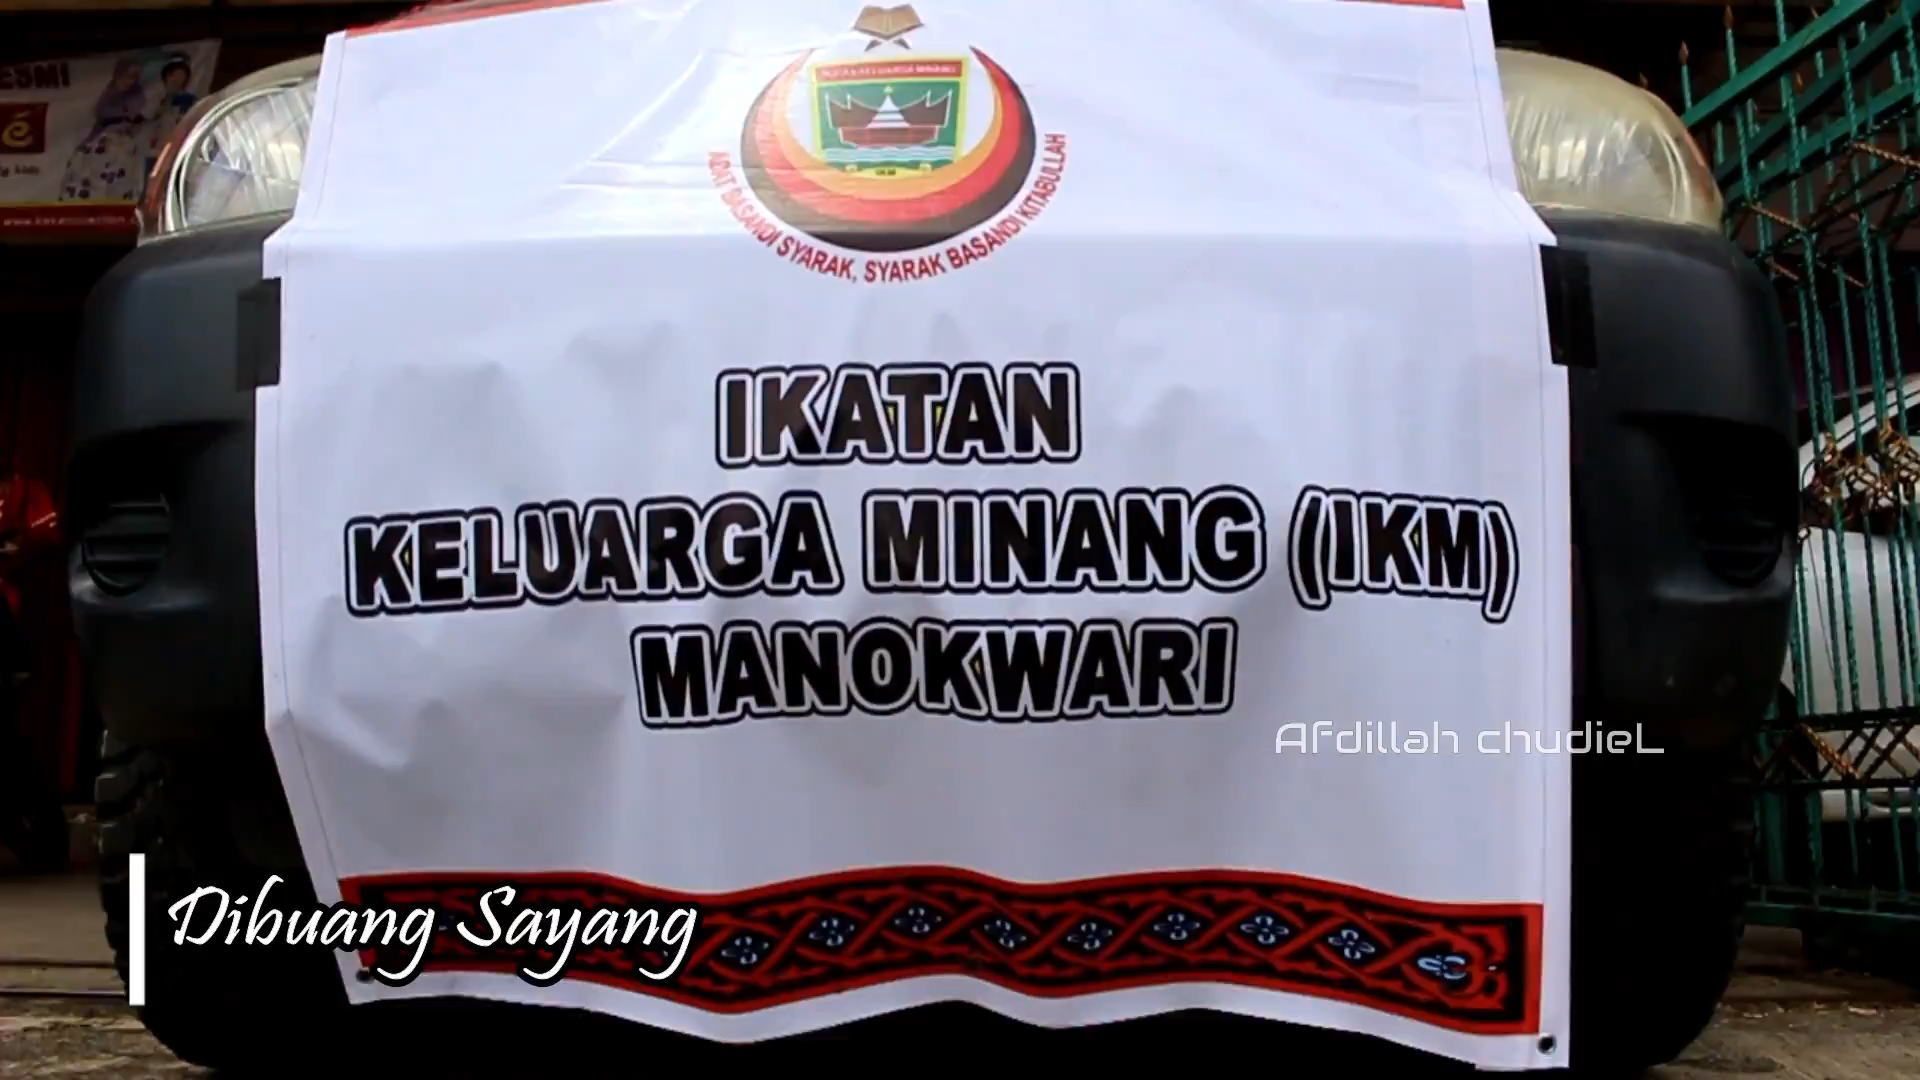 ADAT BASANDI SYARAK, SYARAK BASANDI KITABULLAH
IKATAN
KELUARGA MINANG (IKM)
MANOKWARI
Afdillah chudieL
Dibuang Sayang